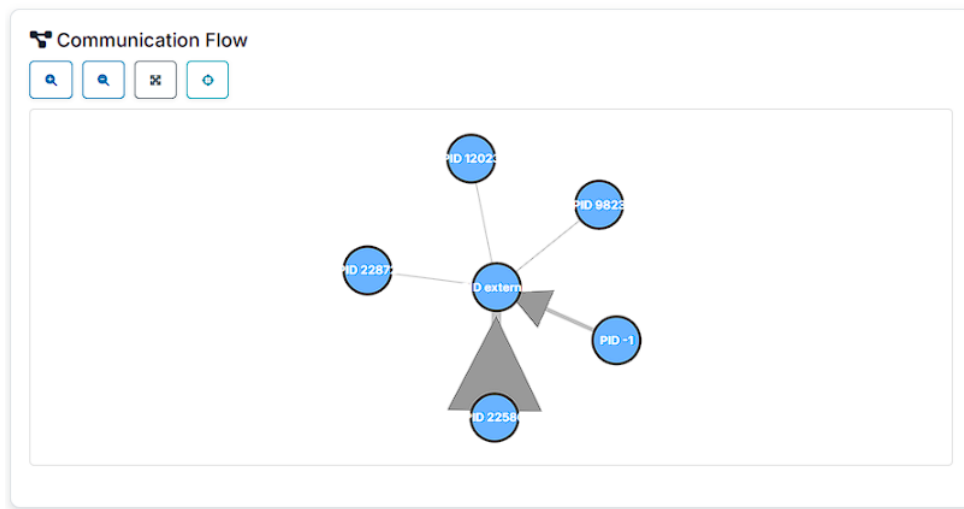 Communication Flow
PID 12023
PID 9823
PID 2287
D extern
PID -1
PID 2258